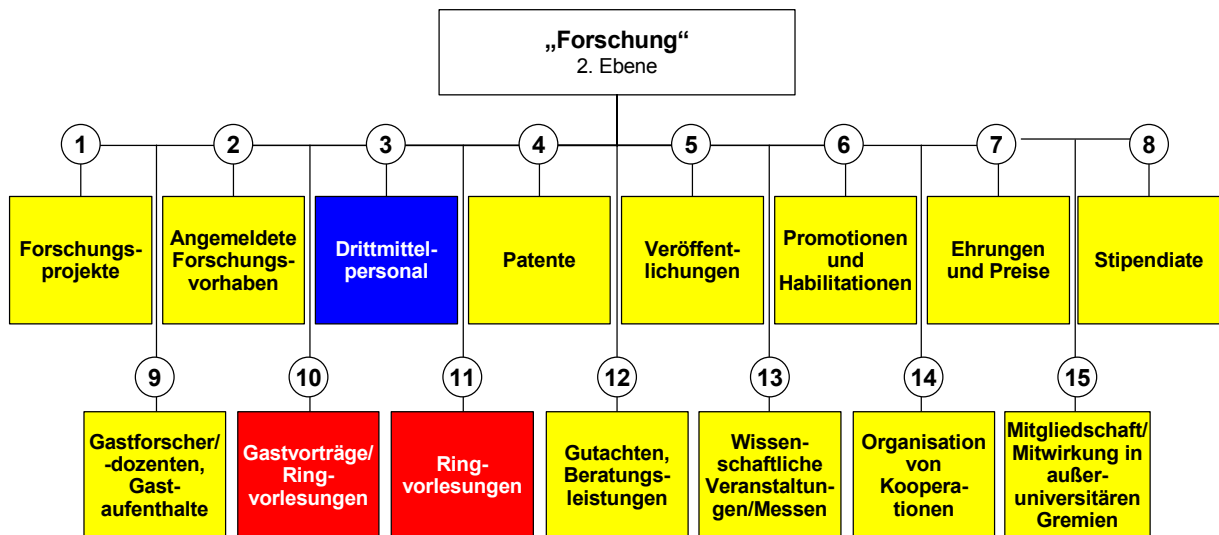 „Forschung“
2. Ebene
1
2
3
4
5
6
7
8
Forschungs-
projekte
Angemeldete
Forschungs-
vorhaben
Drittmittel-
personal
Patente
Veröffent-
lichungen
Promotionen
und
Habilitationen
Ehrungen
und Preise
Stipendiate
9
10
11
12
13
14
15
Gastforscher/
-dozenten,
Gast-
aufenthalte
Gastvorträge/
Ring-
vorlesungen
Ring-
vorlesungen
Gutachten,
Beratungs-
leistungen
Wissen-
schaftliche
Veranstaltun-
gen/Messen
Organisation
von
Koopera-
tionen
Mitgliedschaft/
Mitwirkung in
außer-
universitären
Gremien